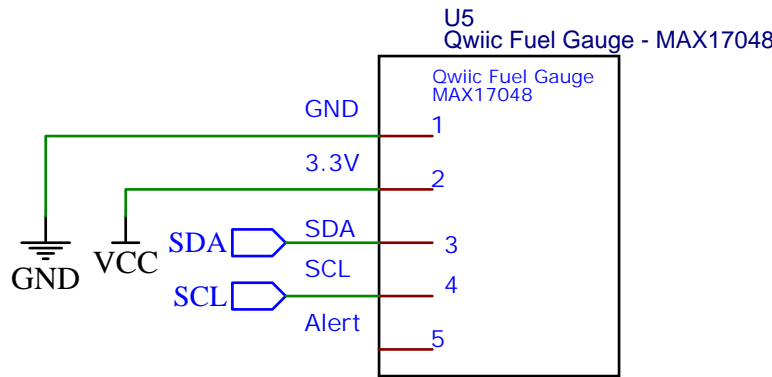 U5
Qwiic Fuel Gauge - MAX17048
Qwiic Fuel Gauge
MAX17048
GND
1
3.3V
2
SDA
SDA
3
SCL
SCL
4
Alert
5
GND
VCC